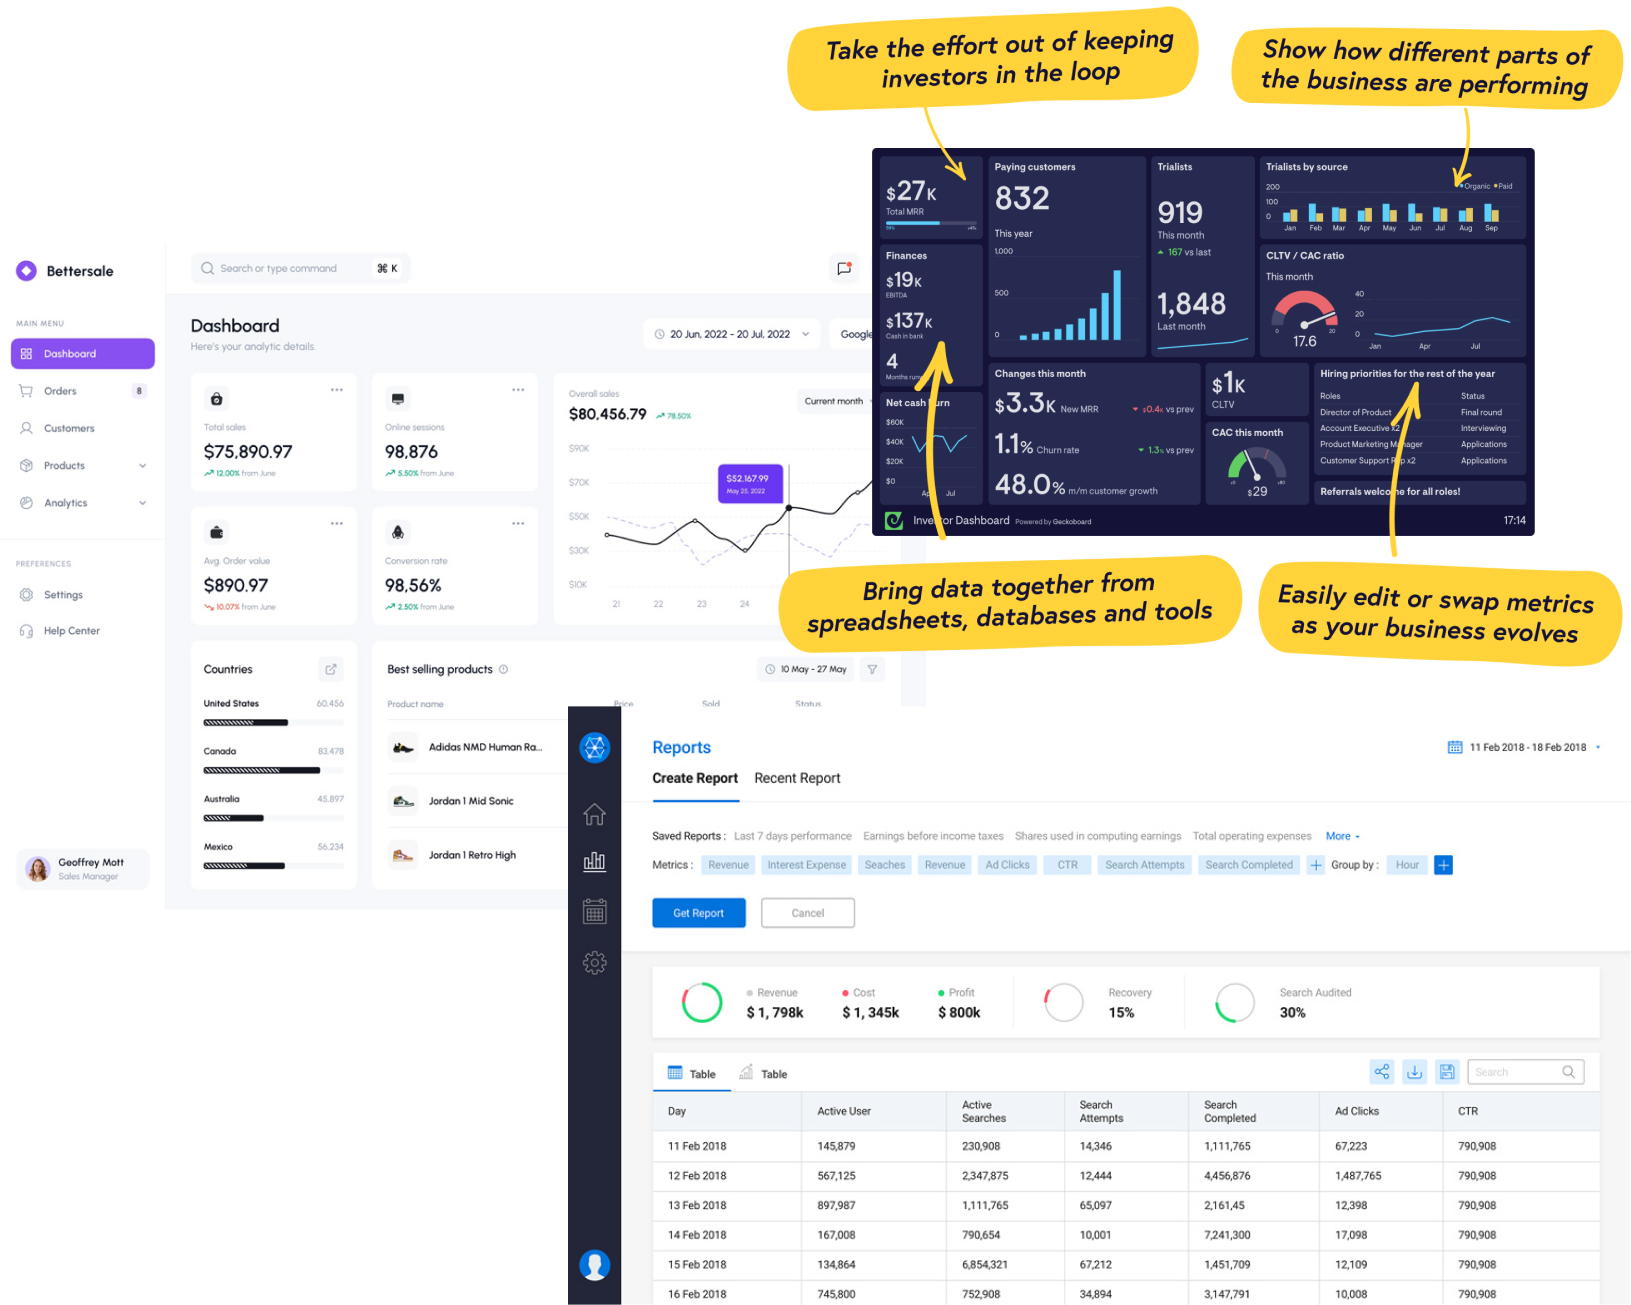 Take the effort out of keeping
investors in the loop
Show how different parts of
the business are performing
$27K
Total MRR
Paying customers
832
This year
1,000
500
0
Trialists
919
This month
167 vs last
1,848
Last month
Trialists by source
Organic Paid
200
100
0
Jan Feb Mar Apr May Jun Jul Aug Sep
Finances
$19K
EBITDA
$137K
Cash in bank
4
Months
CLTV / CAC ratio
This month
0 20
17.6
40
20
0
Jan Apr Jul
Net cash burn
$60K
$40K
$20K
$0
Jul
Changes this month
$3.3K New MRR $0.4K vs prev
1.1% Churn rate 1.3% vs prev
48.0% m/m customer growth
$1K
CLTV
CAC this month
$29
Hiring priorities for the rest of the year
Roles Status
Director of Product Final round
Account Executive x2 Interviewing
Product Marketing Manager Applications
Customer Support Rep x2 Applications
Referrals welcome for all roles!
Investor Dashboard Powered by Geckoboard 17:14
Bring data together from
spreadsheets, databases and tools
Easily edit or swap metrics
as your business evolves
Bettersale
MAIN MENU
Dashboard
Orders 8
Customers
Products
Analytics
PREFERENCES
Settings
Help Center
Geoffrey Mott
Sales Manager
Search or type command ⌘ K
Dashboard
Here's your analytic details.
20 Jun, 2022 - 20 Jul, 2022
Google
Total sales
$75,890.97
12.00% from June
Online sessions
98,876
5.50% from June
Avg. Order value
$890.97
10.07% from June
Conversion rate
98,56%
2.50% from June
Overall sales
$80,456.79 78.50%
Current month
$90K
$70K
$50K
$30K
$10K
$52.167.99
May 25, 2022
21 22 23 24
Countries
United States 60.456
Canada 83.478
Australia 45.897
Mexico 56.234
Best selling products
10 May - 27 May
Product name Price Sold Status
Adidas NMD Human Ra...
Jordan 1 Mid Sonic
Jordan 1 Retro High
Reports
11 Feb 2018 - 18 Feb 2018
Create Report Recent Report
Saved Reports : Last 7 days performance Earnings before income taxes Shares used in computing earnings Total operating expenses More
Metrics : Revenue Interest Expense Seaches Revenue Ad Clicks CTR Search Attempts Search Completed + Group by : Hour +
Get Report Cancel
Revenue Cost Profit Recovery Search Audited
$ 1, 798k $ 1, 345k $ 800k 15% 30%
Table Table Search
Day Active User Active Searches Search Attempts Search Completed Ad Clicks CTR
11 Feb 2018 145,879 230,908 14,346 1,111,765 67,223 790,908
12 Feb 2018 567,125 2,347,875 12,444 4,456,876 1,487,765 790,908
13 Feb 2018 897,987 1,111,765 65,097 2,161,45 12,398 790,908
14 Feb 2018 167,008 790,654 10,001 7,241,300 17,098 790,908
15 Feb 2018 134,864 6,854,321 67,212 1,451,709 12,109 790,908
16 Feb 2018 745,800 752,908 34,894 3,147,791 10,008 790,908